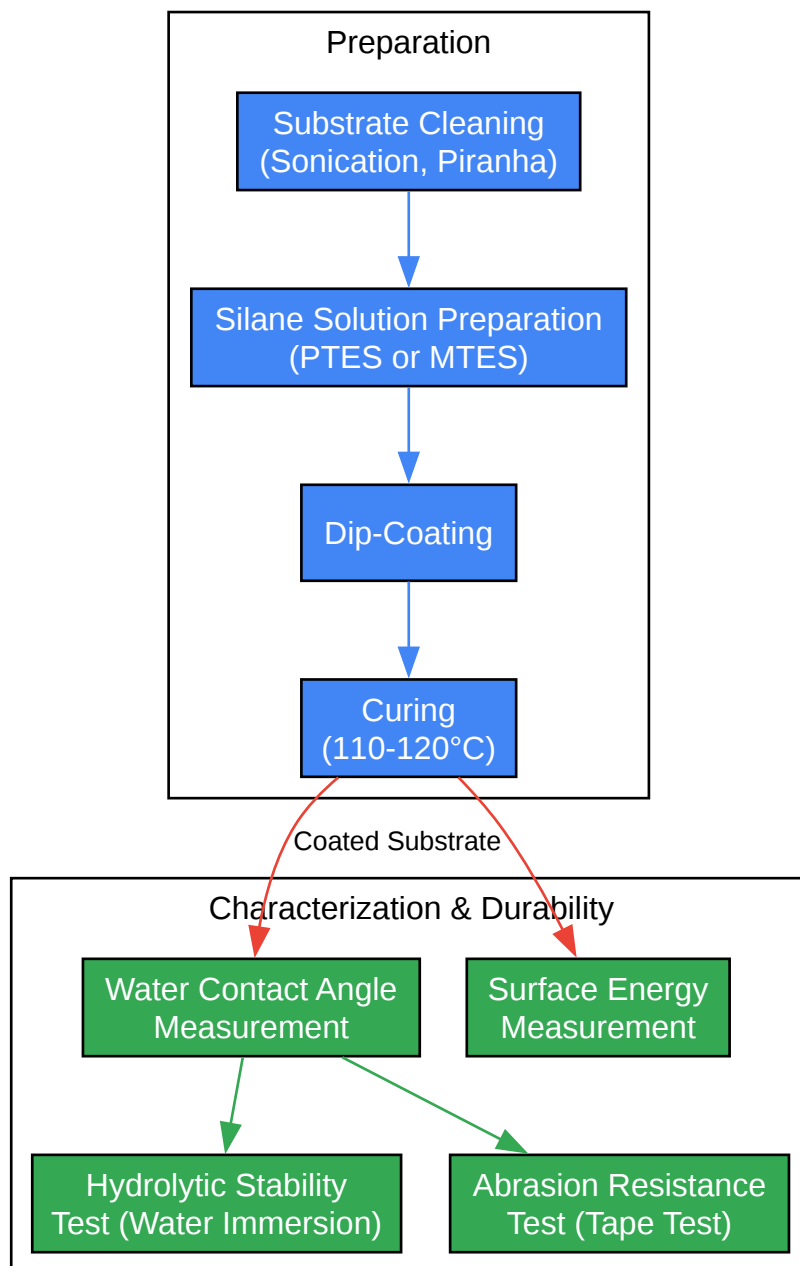 Preparation
Substrate Cleaning
(Sonication, Piranha)
Silane Solution Preparation
(PTES or MTES)
Dip-Coating
Curing
(110-120°C)
Coated Substrate
Characterization & Durability
Water Contact Angle
Measurement
Surface Energy
Measurement
Hydrolytic Stability
Test (Water Immersion)
Abrasion Resistance
Test (Tape Test)